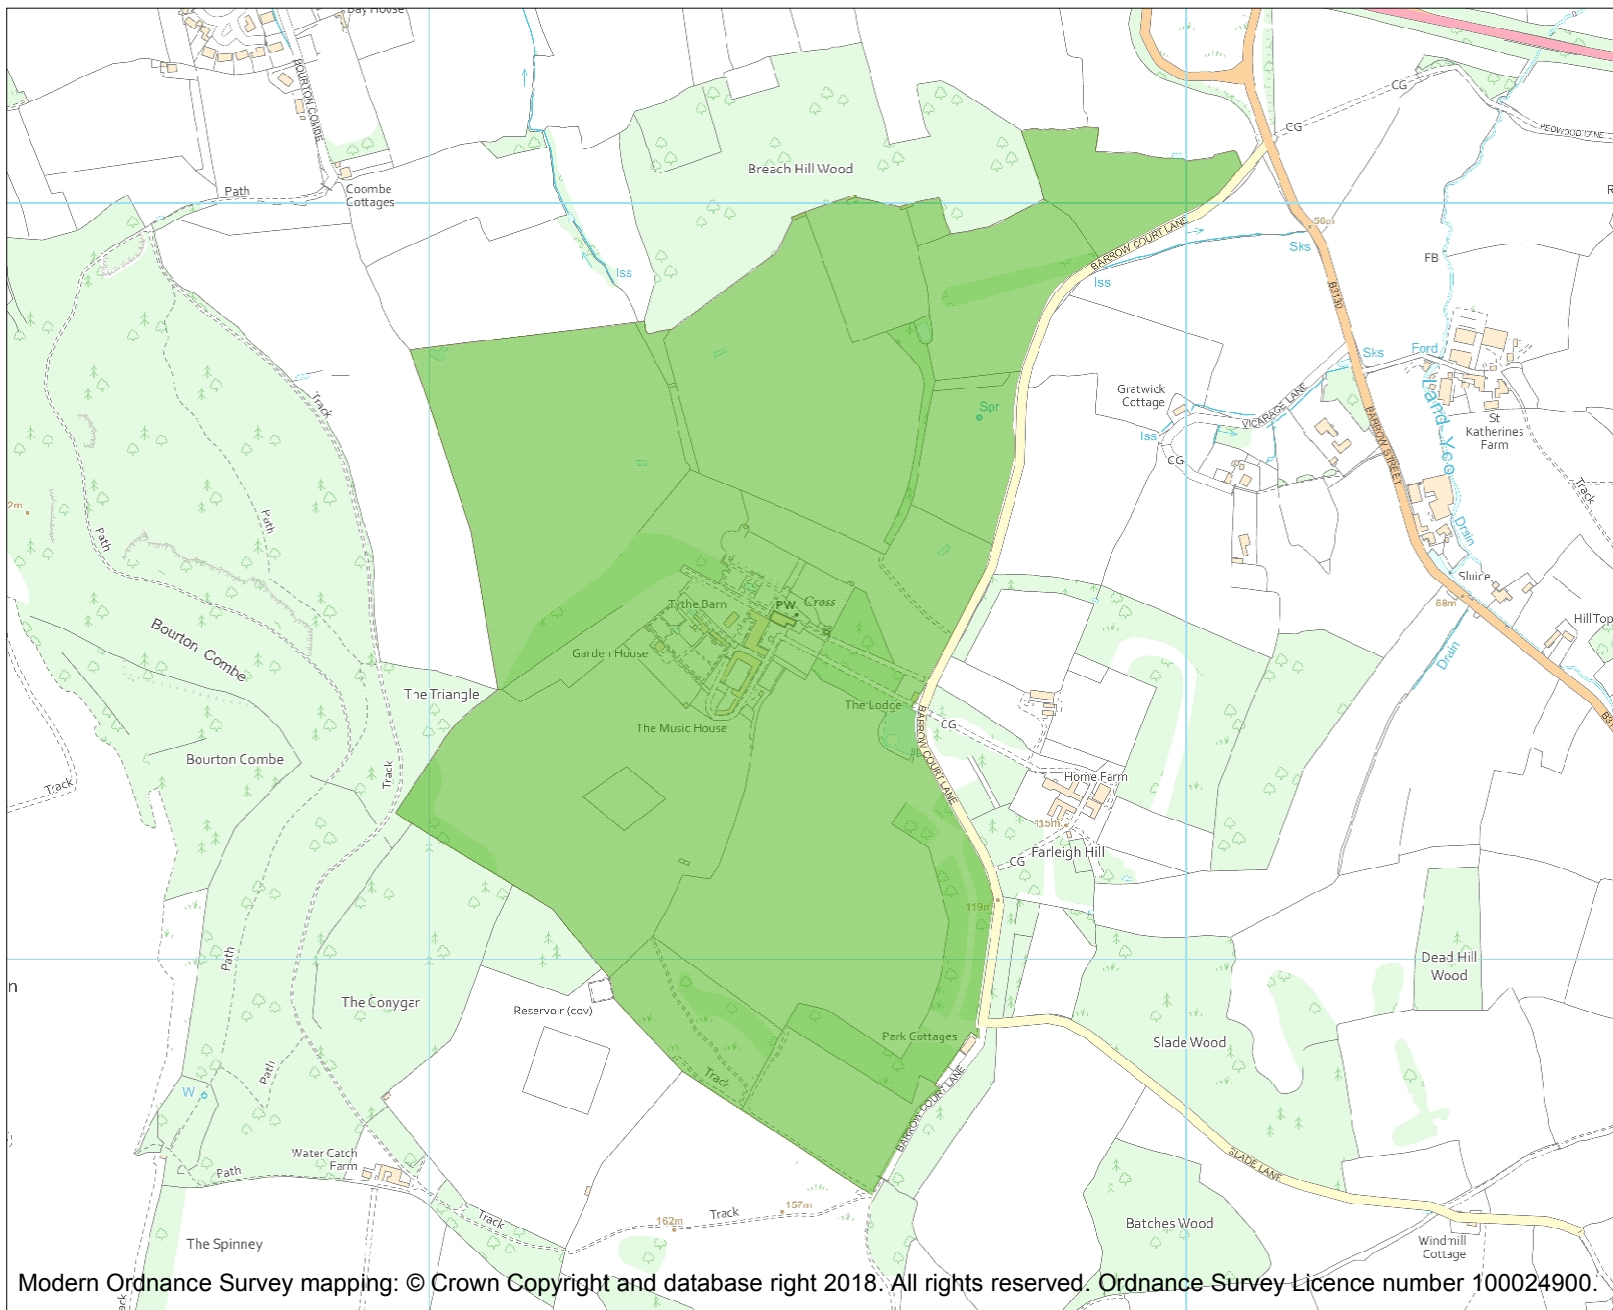 Bay House
BOURTON COMBE
CG
CG
Breach Hill Wood
Path
Coombe
Cottages
BARROW COURT LANE
56m
Sks
FB
Iss
Iss
B3130
Sks
Ford
Track
Gratwick
Cottage
VICARAGE LANE
Land Yeo
St
Katherines
Farm
Spr
Iss
CG
BARROW STREET
Track
2m
Path
Path
Drain
Sluice
58m
Tythe Barn
PW
Cross
Hill Top
Bourton Combe
Garden House
Drain
The Triangle
The Lodge
BARROW COURT LANE
CG
The Music House
Bourton Combe
Track
Track
Home Farm
115m
Farleigh Hill
CG
119m
Path
Dead Hill
Wood
n
The Conygar
Reservoir (cov)
Park Cottages
Slade Wood
Path
Track
W
BARROW COURT LANE
Water Catch
Farm
Path
SLADE LANE
Track
162m
Track
157m
Batches Wood
The Spinney
Windmill
Cottage
Track
Modern Ordnance Survey mapping: © Crown Copyright and database right 2018. All rights reserved. Ordnance Survey Licence number 100024900.